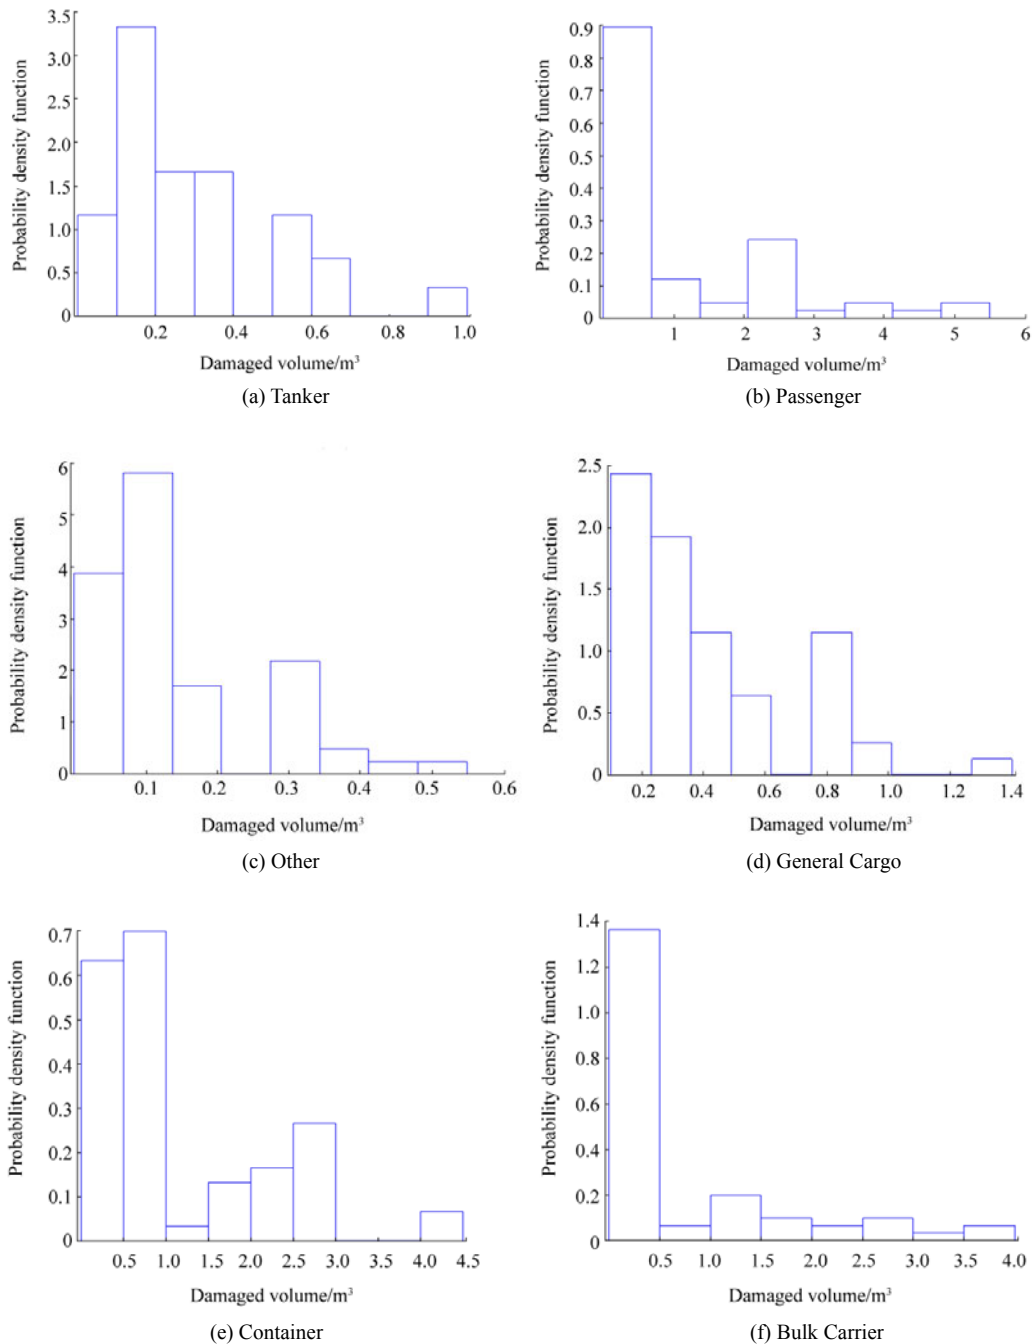 Probability density function
3.5
3.0
2.5
2.0
1.5
1.0
0.5
0
0.2 0.4 0.6 0.8 1.0
Damaged volume/m³
(a) Tanker
Probability density function
0.9
0.8
0.7
0.6
0.5
0.4
0.3
0.2
0.1
0
1 2 3 4 5 6
Damaged volume/m³
(b) Passenger
Probability density function
6
5
4
3
2
1
0
0.1 0.2 0.3 0.4 0.5 0.6
Damaged volume/m³
(c) Other
Probability density function
2.5
2.0
1.5
1.0
0.5
0
0.2 0.4 0.6 0.8 1.0 1.2 1.4
Damaged volume/m³
(d) General Cargo
Probability density function
0.7
0.6
0.5
0.4
0.3
0.2
0.1
0
0.5 1.0 1.5 2.0 2.5 3.0 3.5 4.0 4.5
Damaged volume/m³
(e) Container
Probability density function
1.4
1.2
1.0
0.8
0.6
0.4
0.2
0
0.5 1.0 1.5 2.0 2.5 3.0 3.5 4.0
Damaged volume/m³
(f) Bulk Carrier